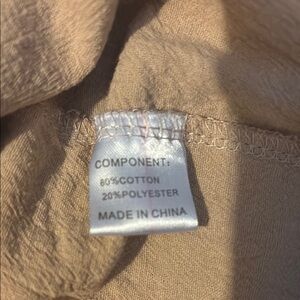 COMPONENT:
80%COTTON
20%POLYESTER
MADE IN CHINA